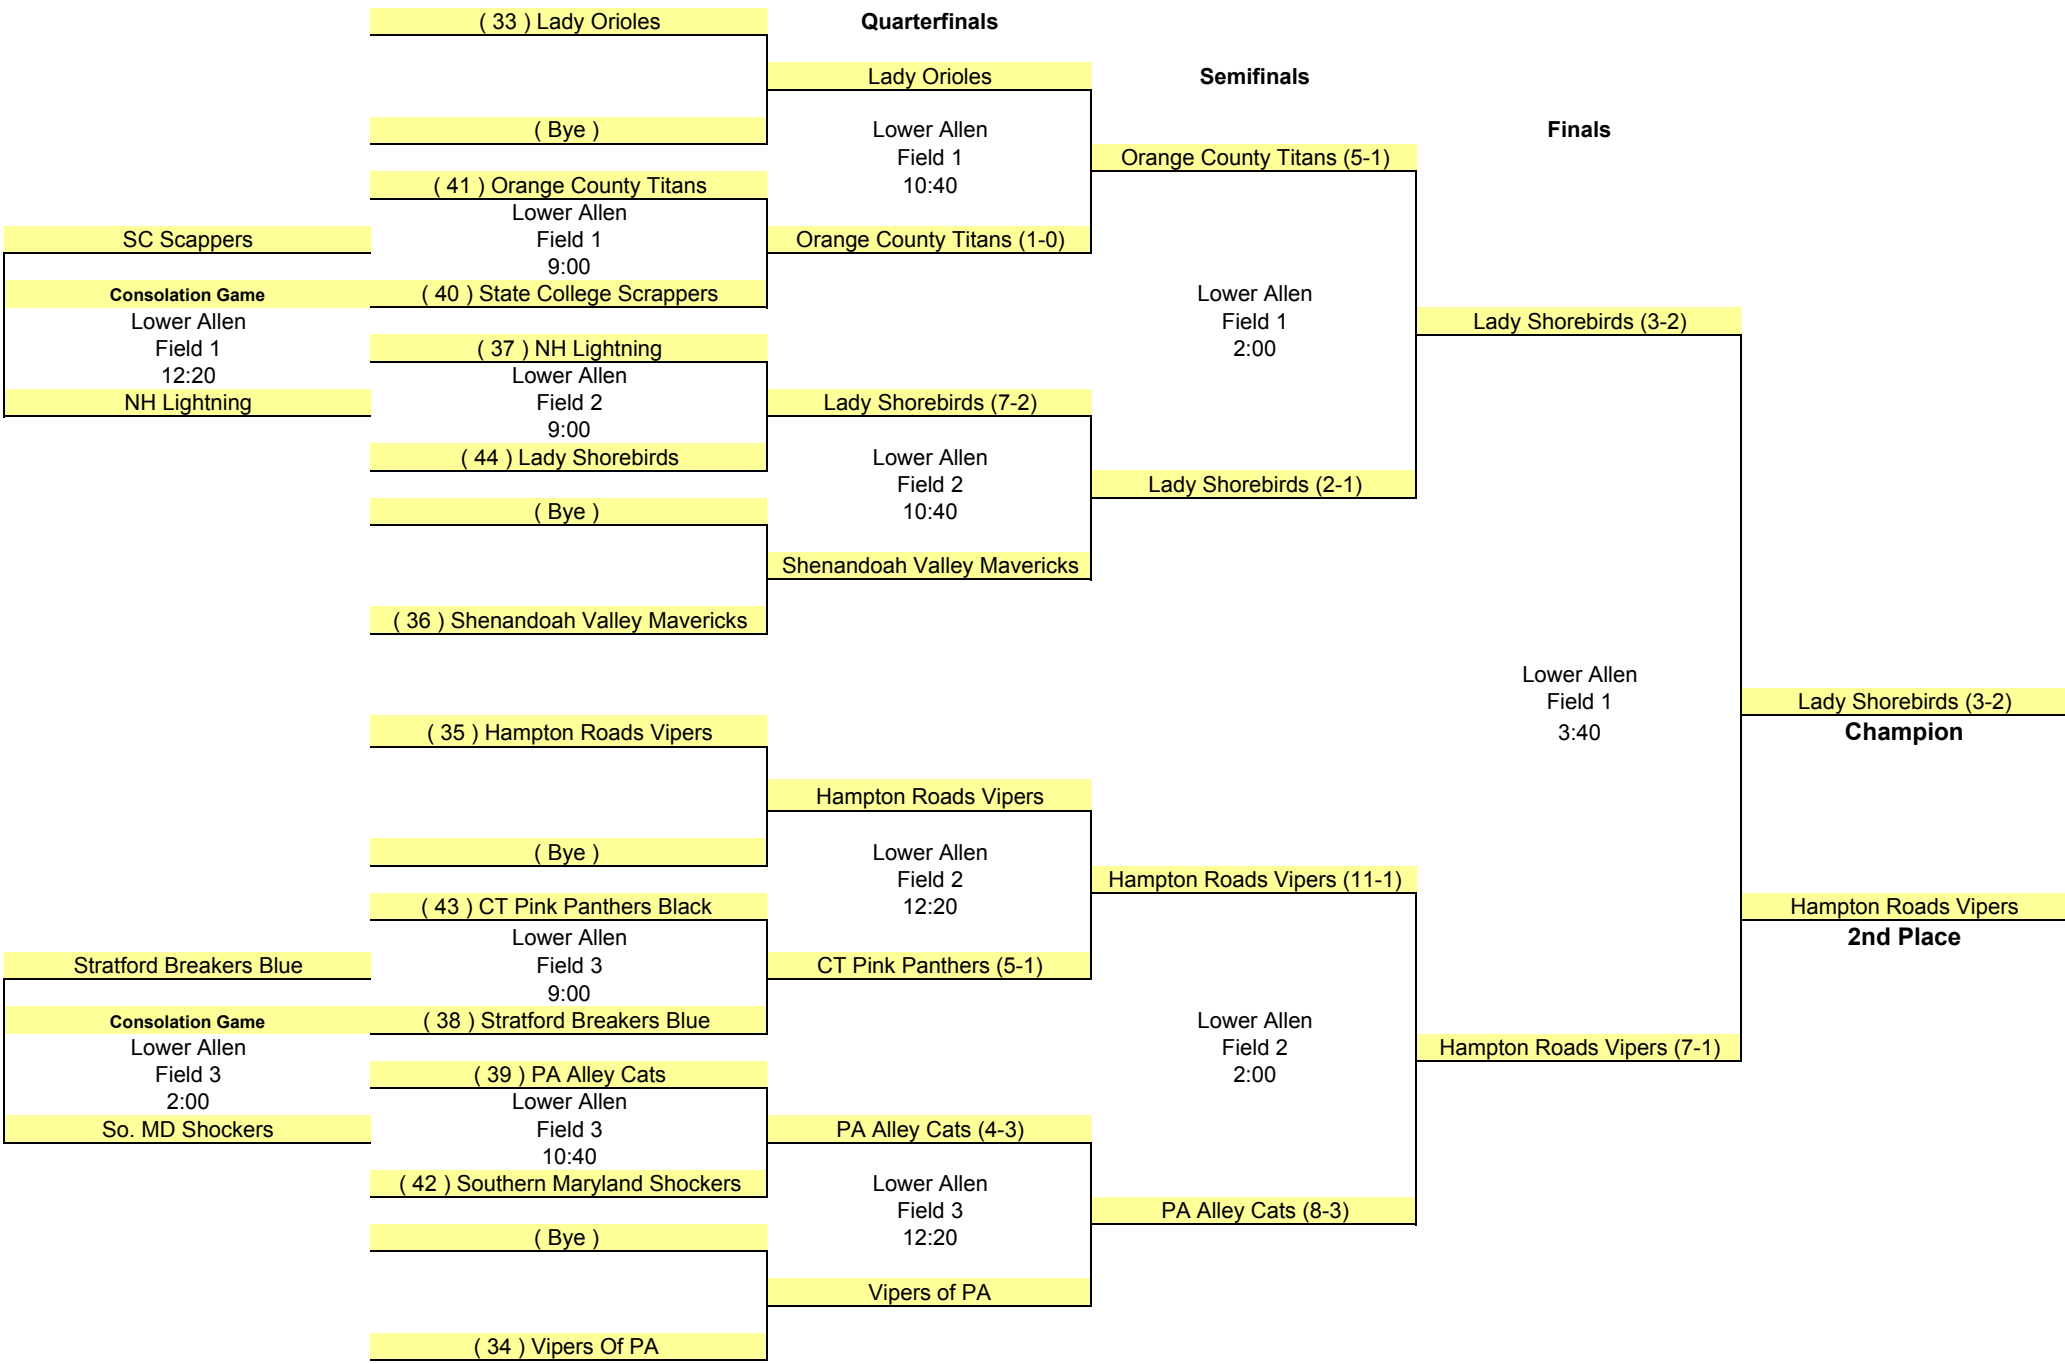 ( 33 ) Lady Orioles
Quarterfinals
Lady Orioles
Semifinals
( Bye )
Lower Allen
Finals
Field 1
Orange County Titans (5-1)
( 41 ) Orange County Titans
10:40
Lower Allen
SC Scappers
Field 1
Orange County Titans (1-0)
9:00
Consolation Game
( 40 ) State College Scrappers
Lower Allen
Lower Allen
Field 1
Lady Shorebirds (3-2)
Field 1
( 37 ) NH Lightning
2:00
12:20
Lower Allen
NH Lightning
Field 2
Lady Shorebirds (7-2)
9:00
( 44 ) Lady Shorebirds
Lower Allen
Field 2
Lady Shorebirds (2-1)
( Bye )
10:40
Shenandoah Valley Mavericks
( 36 ) Shenandoah Valley Mavericks
Lower Allen
Field 1
Lady Shorebirds (3-2)
( 35 ) Hampton Roads Vipers
3:40
Champion
Hampton Roads Vipers
( Bye )
Lower Allen
Field 2
Hampton Roads Vipers (11-1)
( 43 ) CT Pink Panthers Black
12:20
Hampton Roads Vipers
Lower Allen
2nd Place
Stratford Breakers Blue
Field 3
CT Pink Panthers (5-1)
9:00
Consolation Game
( 38 ) Stratford Breakers Blue
Lower Allen
Lower Allen
Field 2
Hampton Roads Vipers (7-1)
Field 3
( 39 ) PA Alley Cats
2:00
2:00
Lower Allen
So. MD Shockers
Field 3
PA Alley Cats (4-3)
10:40
( 42 ) Southern Maryland Shockers
Lower Allen
Field 3
PA Alley Cats (8-3)
( Bye )
12:20
Vipers of PA
( 34 ) Vipers Of PA